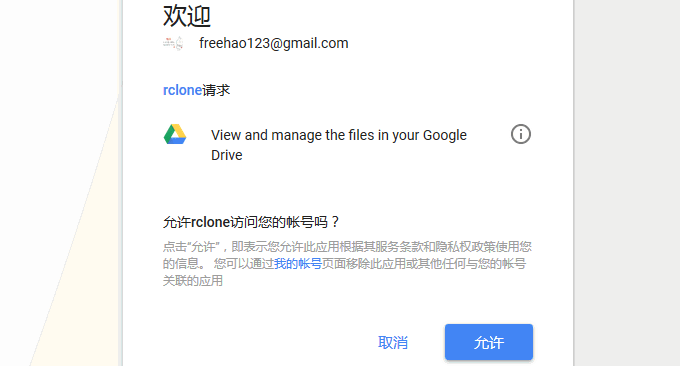 欢迎
freehao123@gmail.com
rclone请求
View and manage the files in your Google
Drive
允许rclone访问您的帐号吗？
点击“允许”，即表示您允许此应用根据其服务条款和隐私权政策使用您
的信息。 您可以通过我的帐号页面移除此应用或其他任何与您的帐号
关联的应用
取消
允许